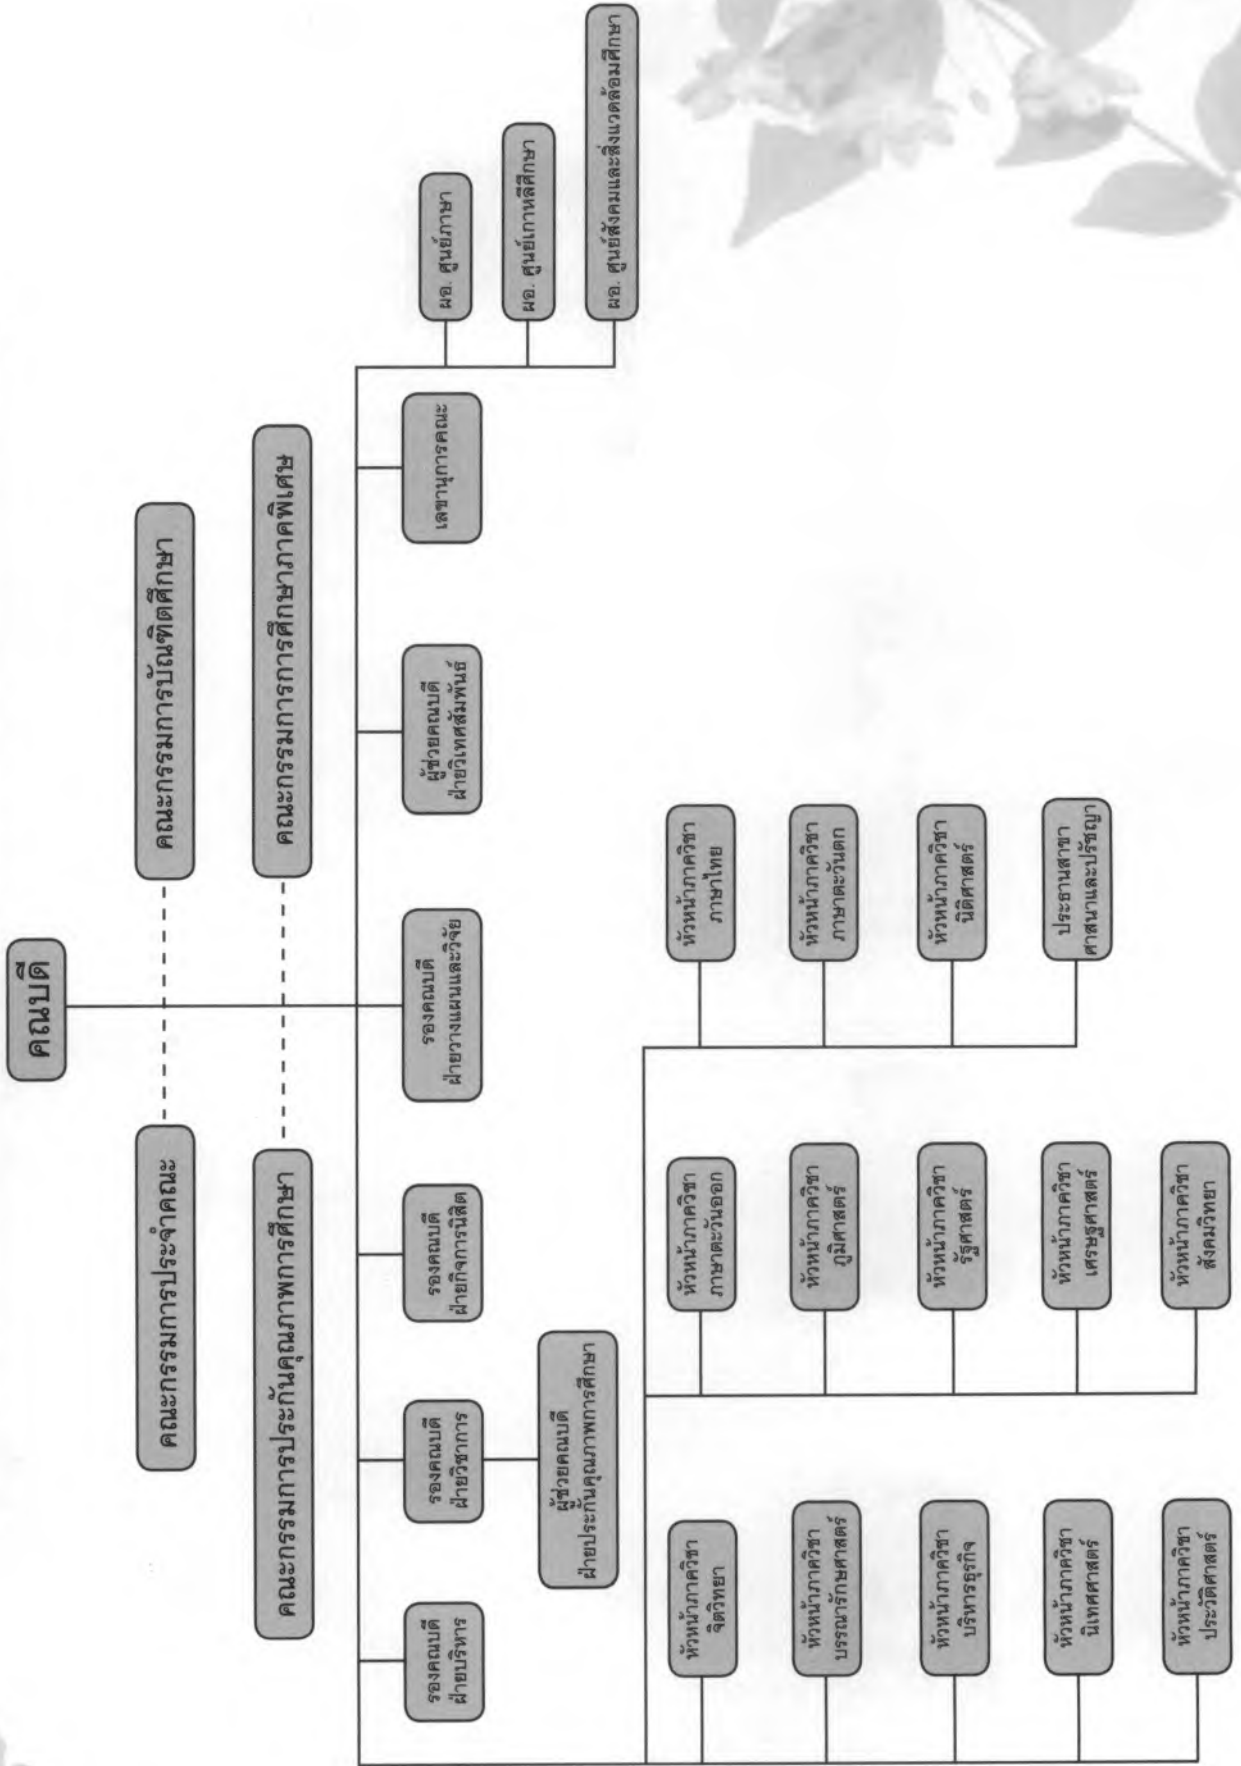 คณบดี
คณะกรรมการประจำคณะ
คณะกรรมการบัณฑิตศึกษา
คณะกรรมการประกันคุณภาพการศึกษา
คณะกรรมการการศึกษาภาคพิเศษ
รองคณบดี
ฝ่ายบริหาร
รองคณบดี
ฝ่ายวิชาการ
ผู้ช่วยคณบดี
ฝ่ายประกันคุณภาพการศึกษา
รองคณบดี
ฝ่ายกิจการนิสิต
รองคณบดี
ฝ่ายวางแผนและวิจัย
ผู้ช่วยคณบดี
ฝ่ายวิเทศสัมพันธ์
เลขานุการคณะ
ผอ. ศูนย์ภาษา
ผอ. ศูนย์เกาหลีศึกษา
ผอ. ศูนย์สังคมและสิ่งแวดล้อมศึกษา
หัวหน้าภาควิชา
จิตวิทยา
หัวหน้าภาควิชา
บรรณารักษศาสตร์
หัวหน้าภาควิชา
บริหารธุรกิจ
หัวหน้าภาควิชา
นิเทศศาสตร์
หัวหน้าภาควิชา
ประวัติศาสตร์
หัวหน้าภาควิชา
ภาษาตะวันออก
หัวหน้าภาควิชา
ภูมิศาสตร์
หัวหน้าภาควิชา
รัฐศาสตร์
หัวหน้าภาควิชา
เศรษฐศาสตร์
หัวหน้าภาควิชา
สังคมวิทยา
หัวหน้าภาควิชา
ภาษาไทย
หัวหน้าภาควิชา
ภาษาตะวันตก
หัวหน้าภาควิชา
นิติศาสตร์
ประธานสาขา
ศาสนาและปรัชญา